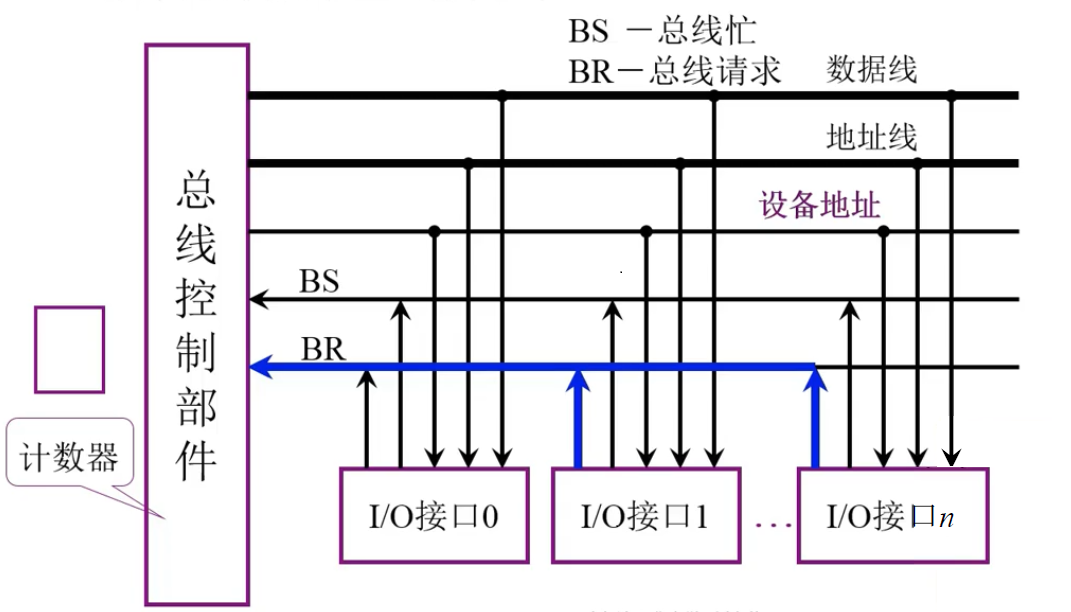 BS －总线忙
BR－总线请求
数据线
地址线
设备地址
BS
BR
总线控制部件
计数器
I/O接口0
I/O接口1
…
I/O接口n